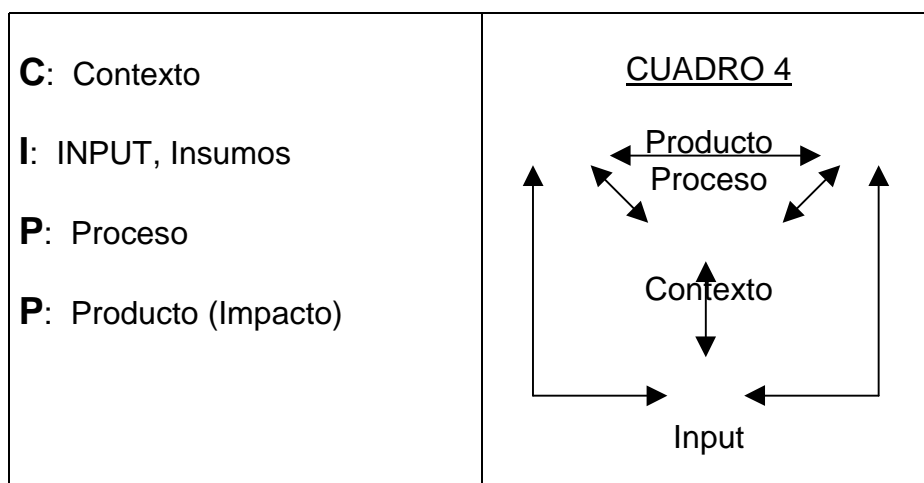 C: Contexto
I: INPUT, Insumos
P: Proceso
P: Producto (Impacto)
CUADRO 4
Producto
Proceso
Contexto
Input